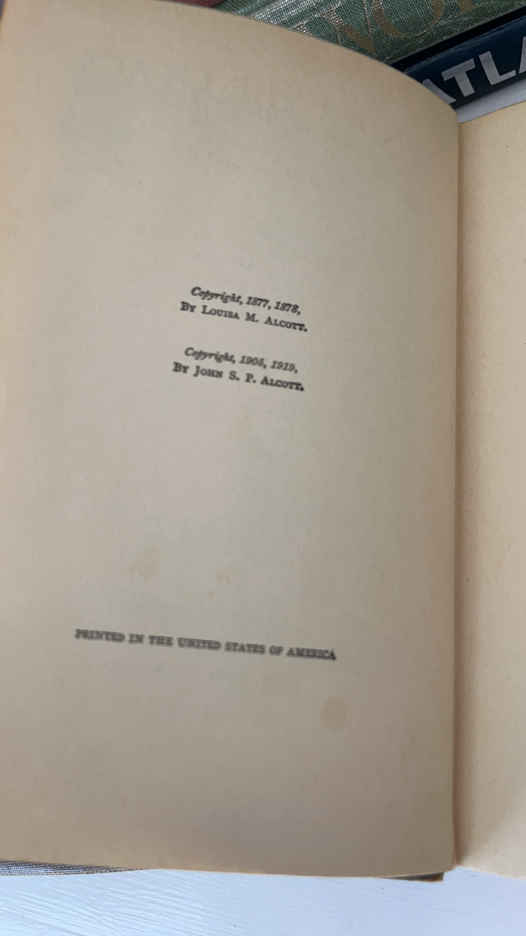 Copyright, 1877, 1878,
By Louisa M. Alcott.
Copyright, 1905, 1919,
By John S. P. Alcott.
PRINTED IN THE UNITED STATES OF AMERICA